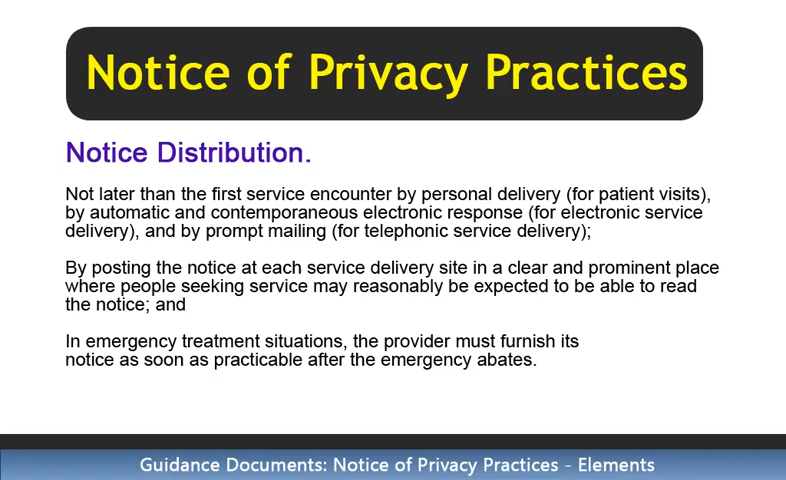 Notice of Privacy Practices
Notice Distribution.
Not later than the first service encounter by personal delivery (for patient visits),
by automatic and contemporaneous electronic response (for electronic service
delivery), and by prompt mailing (for telephonic service delivery);
By posting the notice at each service delivery site in a clear and prominent place
where people seeking service may reasonably be expected to be able to read
the notice; and
In emergency treatment situations, the provider must furnish its
notice as soon as practicable after the emergency abates.
Guidance Documents: Notice of Privacy Practices - Elements